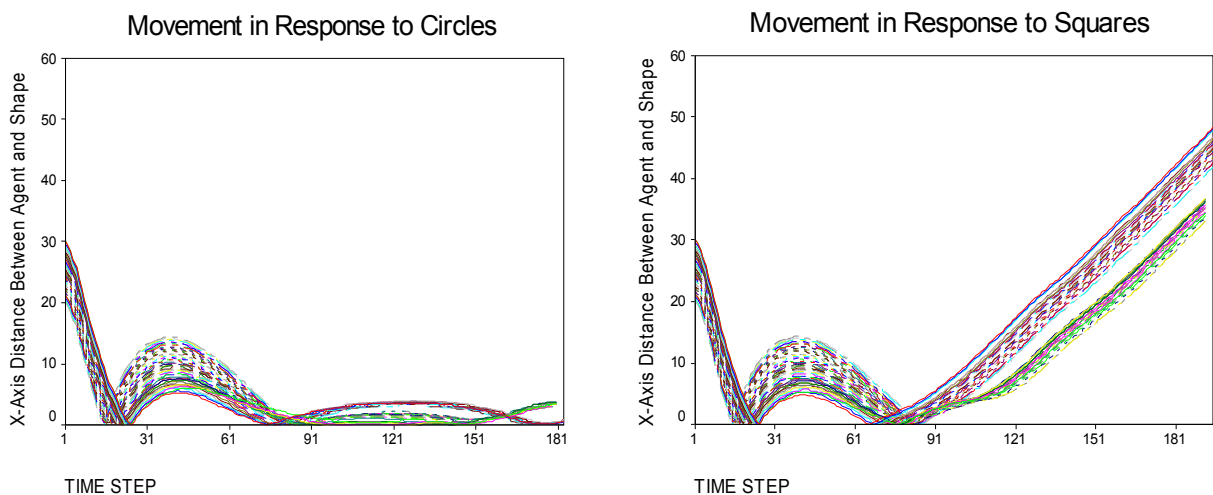 Movement in Response to Circles
X-Axis Distance Between Agent and Shape
60
50
40
30
20
10
0
1 31 61 91 121 151 181
TIME STEP
Movement in Response to Squares
X-Axis Distance Between Agent and Shape
60
50
40
30
20
10
0
1 31 61 91 121 151 181
TIME STEP